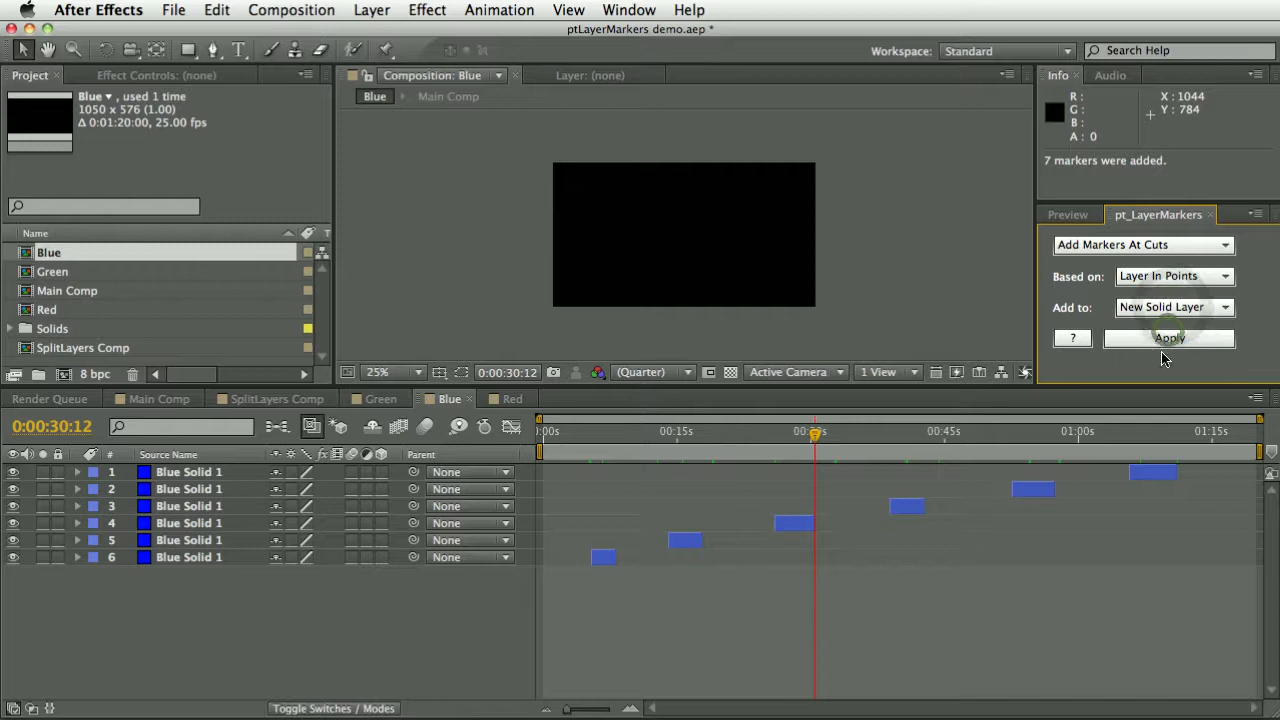 After Effects File Edit Composition Layer Effect Animation View Window Help
ptLayerMarkers demo.aep *
Workspace: Standard Search Help
Project Effect Controls: (none) Composition: Blue Layer: (none) Info Audio
Blue ▾, used 1 time
1050 x 576 (1.00)
Δ 0:01:20:00, 25.00 fps
Blue Main Comp
R :
G :
B :
A : 0
X : 1044
Y : 784
7 markers were added.
Preview pt_LayerMarkers
Add Markers At Cuts
Based on: Layer In Points
Add to: New Solid Layer
? Apply
Name T
Blue
Green
Main Comp
Red
Solids
SplitLayers Comp
8 bpc
25% 0:00:30:12 (Quarter) Active Camera 1 View
Render Queue Main Comp SplitLayers Comp Green Blue Red
0:00:30:12
:00s 00:15s 00:45s 01:00s 01:15s
# Source Name fx Parent
1 Blue Solid 1 None
2 Blue Solid 1 None
3 Blue Solid 1 None
4 Blue Solid 1 None
5 Blue Solid 1 None
6 Blue Solid 1 None
Toggle Switches / Modes